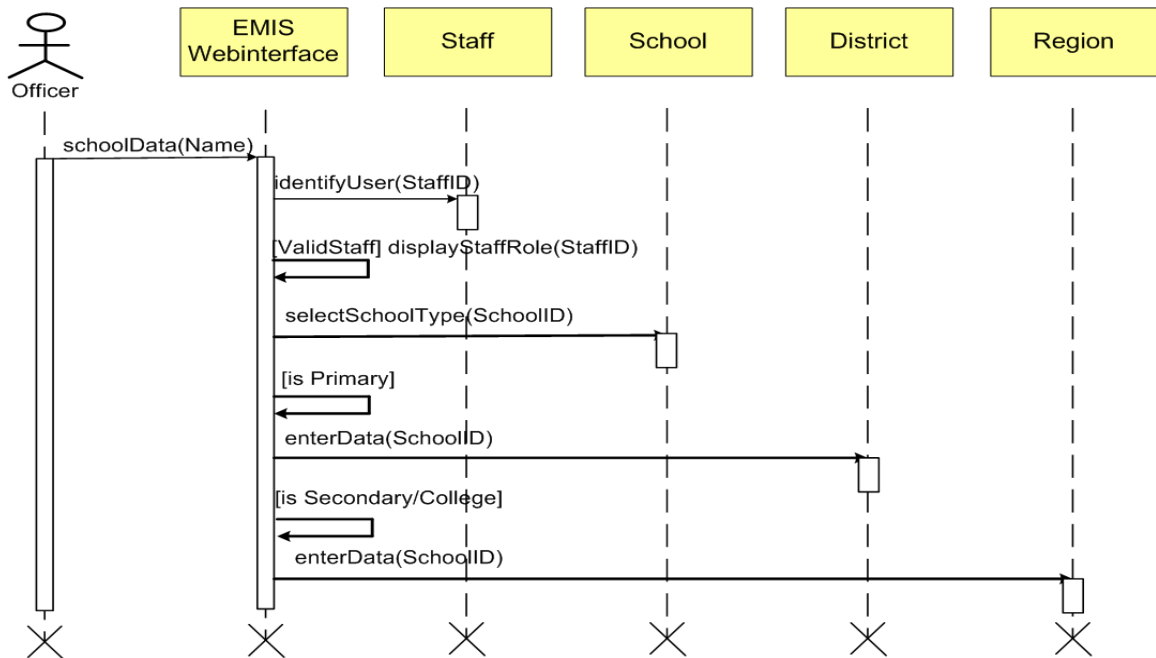 EMIS
Webinterface
Staff
School
District
Region
Officer
schoolData(Name)
identifyUser(StaffID)
[ValidStaff] displayStaffRole(StaffID)
selectSchoolType(SchoolID)
[is Primary]
enterData(SchoolID)
[is Secondary/College]
enterData(SchoolID)